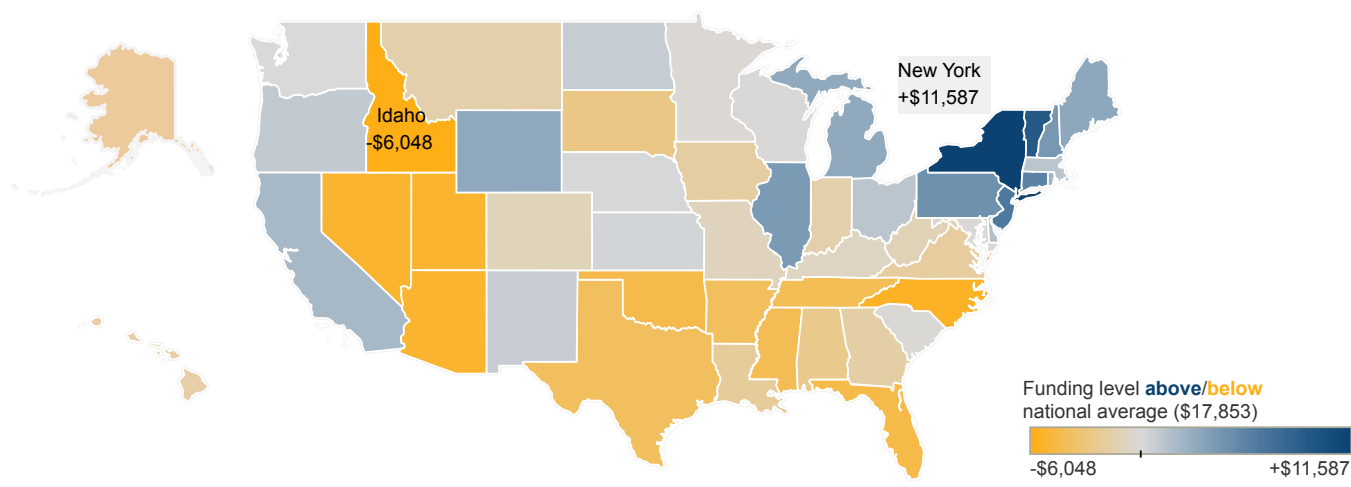 New York
+$11,587
Idaho
-$6,048
Funding level above/below
national average ($17,853)
-$6,048 +$11,587